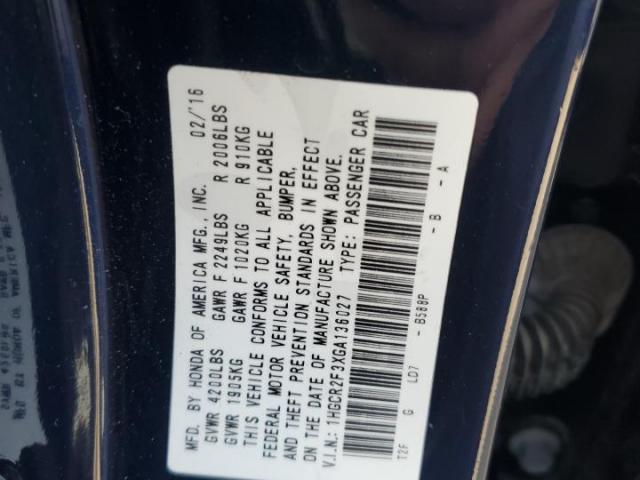 MFD. BY HONDA OF AMERICA MFG., INC. 02/'16
GVWR 4200LBS GAWR F 2249LBS R 2006LBS
GVWR 1905KG GAWR F 1020KG R 910KG
THIS VEHICLE CONFORMS TO ALL APPLICABLE
FEDERAL MOTOR VEHICLE SAFETY, BUMPER,
AND THEFT PREVENTION STANDARDS IN EFFECT
ON THE DATE OF MANUFACTURE SHOWN ABOVE.
V.I.N.: 1HGCR2F3XGA136027 TYPE: PASSENGER CAR
T2F G LD7 - B588P - B - A